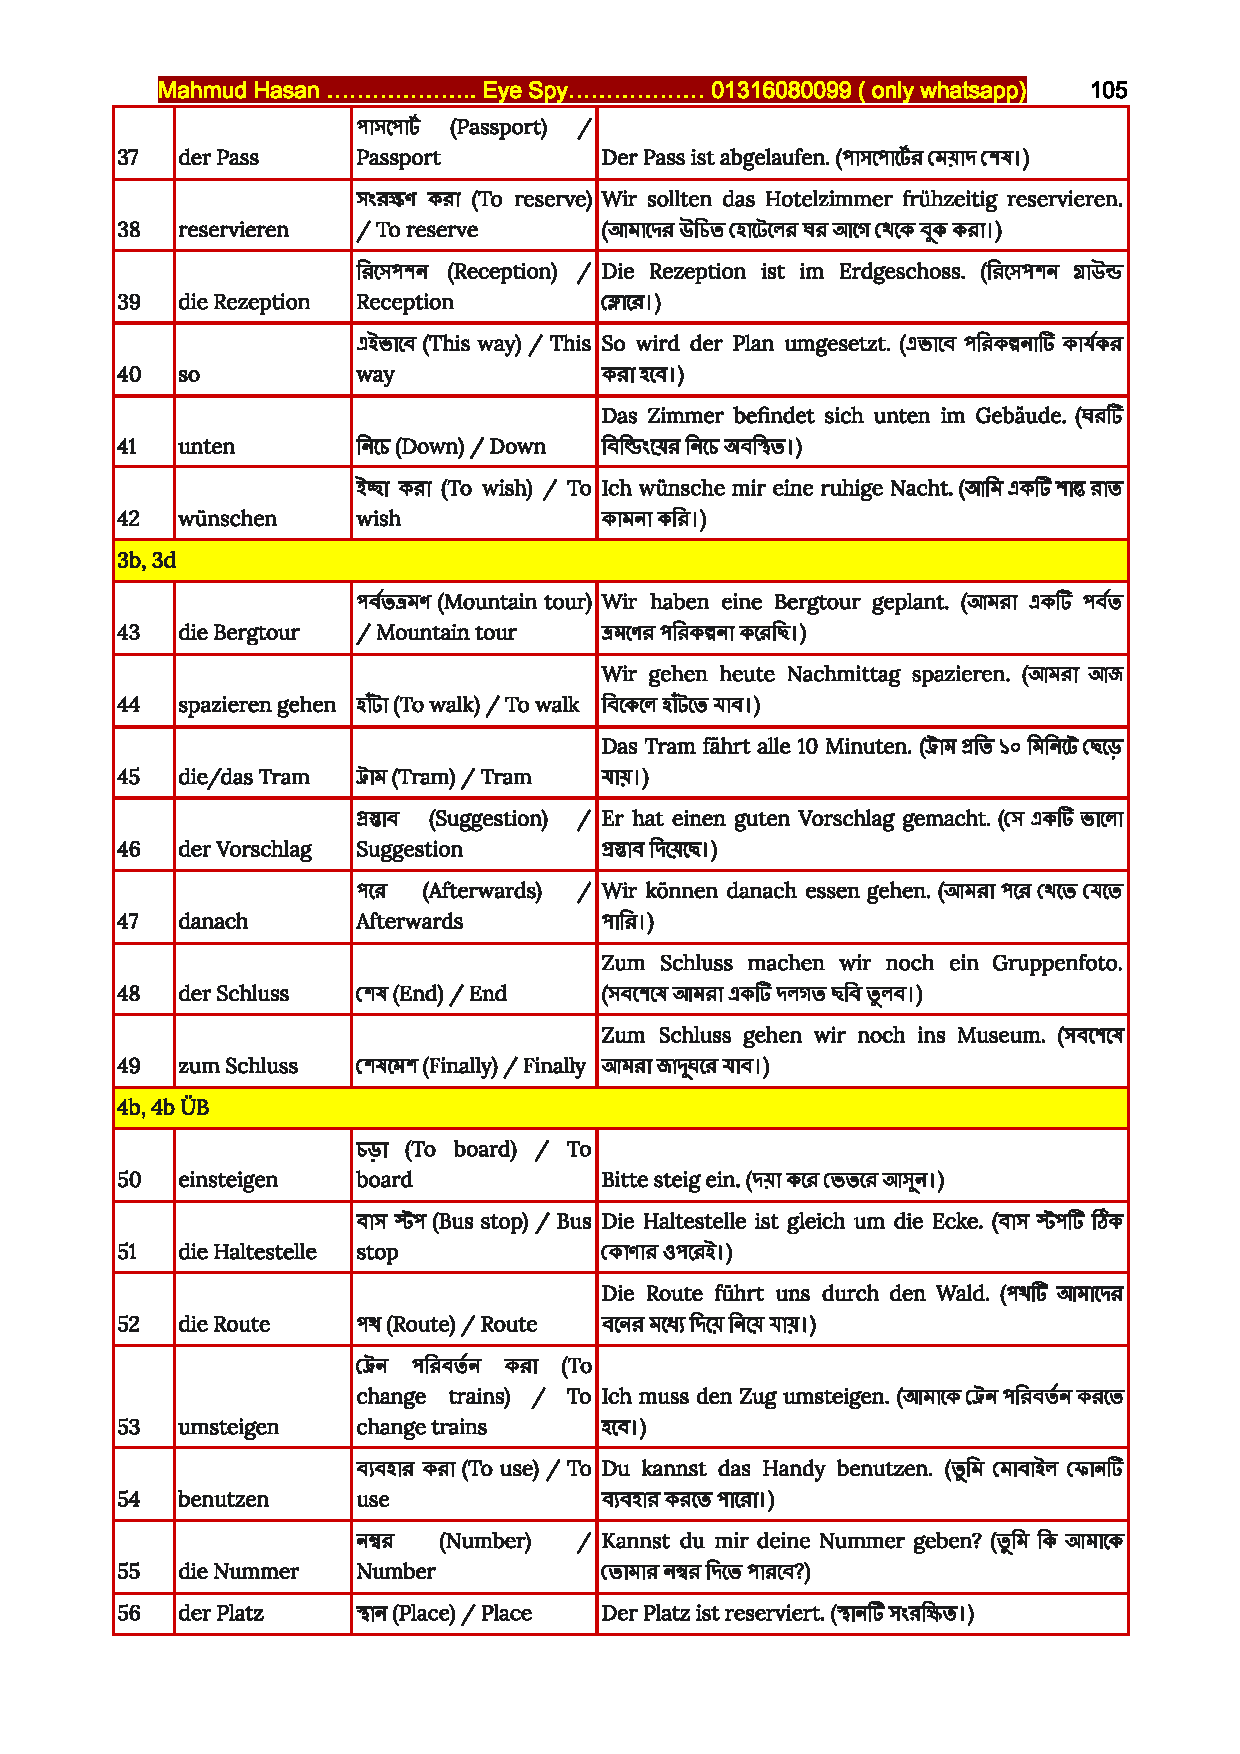 Mahmud Hasan ……………….. Eye Spy……………… 01316080099 ( only whatsapp) 105
পাসপোর্ট (Passport) /
37 der Pass Passport Der Pass ist abgelaufen. (পাসপোর্টের মেয়াদ শেষ।)
সংরক্ষণ করা (To reserve) Wir sollten das Hotelzimmer frühzeitig reservieren.
38 reservieren / To reserve (আমাদের উচিত হোটেলের ঘর আগে থেকে বুক করা।)
রিসেপশন (Reception) / Die Rezeption ist im Erdgeschoss. (রিসেপশন গ্রাউন্ড
39 die Rezeption Reception ফ্লোরে।)
এইভাবে (This way) / This So wird der Plan umgesetzt. (এভাবে পরিকল্পনাটি কার্যকর
40 so way করা হবে।)
Das Zimmer befindet sich unten im Gebäude. (ঘরটি
41 unten নিচে (Down) / Down বিল্ডিংয়ের নিচে অবস্থিত।)
ইচ্ছা করা (To wish) / To Ich wünsche mir eine ruhige Nacht. (আমি একটি শান্ত রাত
42 wünschen wish কামনা করি।)
3b, 3d
পর্বতভ্রমণ (Mountain tour) Wir haben eine Bergtour geplant. (আমরা একটি পর্বত
43 die Bergtour / Mountain tour ভ্রমণের পরিকল্পনা করেছি।)
Wir gehen heute Nachmittag spazieren. (আমরা আজ
44 spazieren gehen হাঁটা (To walk) / To walk বিকেলে হাঁটতে যাব।)
Das Tram fährt alle 10 Minuten. (ট্রাম প্রতি ১০ মিনিটে ছেড়ে
45 die/das Tram ট্রাম (Tram) / Tram যায়।)
প্রস্তাব (Suggestion) / Er hat einen guten Vorschlag gemacht. (সে একটি ভালো
46 der Vorschlag Suggestion প্রস্তাব দিয়েছে।)
পরে (Afterwards) / Wir können danach essen gehen. (আমরা পরে খেতে যেতে
47 danach Afterwards পারি।)
Zum Schluss machen wir noch ein Gruppenfoto.
48 der Schluss শেষ (End) / End (সবশেষে আমরা একটি দলগত ছবি তুলব।)
Zum Schluss gehen wir noch ins Museum. (সবশেষে
49 zum Schluss শেষমেশ (Finally) / Finally আমরা জাদুঘরে যাব।)
4b, 4b ÜB
চড়া (To board) / To
50 einsteigen board Bitte steig ein. (দয়া করে ভেতরে আসুন।)
বাস স্টপ (Bus stop) / Bus Die Haltestelle ist gleich um die Ecke. (বাস স্টপটি ঠিক
51 die Haltestelle stop কোণার ওপরেই।)
Die Route führt uns durch den Wald. (পথটি আমাদের
52 die Route পথ (Route) / Route বনের মধ্যে দিয়ে নিয়ে যায়।)
ট্রেন পরিবর্তন করা (To
change trains) / To Ich muss den Zug umsteigen. (আমাকে ট্রেন পরিবর্তন করতে
53 umsteigen change trains হবে।)
ব্যবহার করা (To use) / To Du kannst das Handy benutzen. (তুমি মোবাইল ফোনটি
54 benutzen use ব্যবহার করতে পারো।)
নম্বর (Number) / Kannst du mir deine Nummer geben? (তুমি কি আমাকে
55 die Nummer Number তোমার নম্বর দিতে পারবে?)
56 der Platz স্থান (Place) / Place Der Platz ist reserviert. (স্থানটি সংরক্ষিত।)